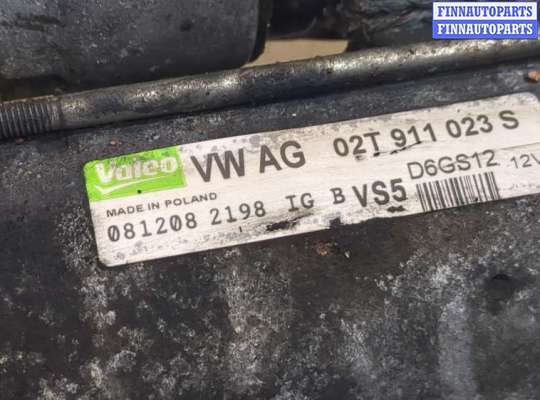 FINNAUTOPARTS
FINNAUTOPARTS
Valeo VW AG 02T 911 023 S
MADE IN POLAND D6GS12 12V
081208 2198 IG B VS5